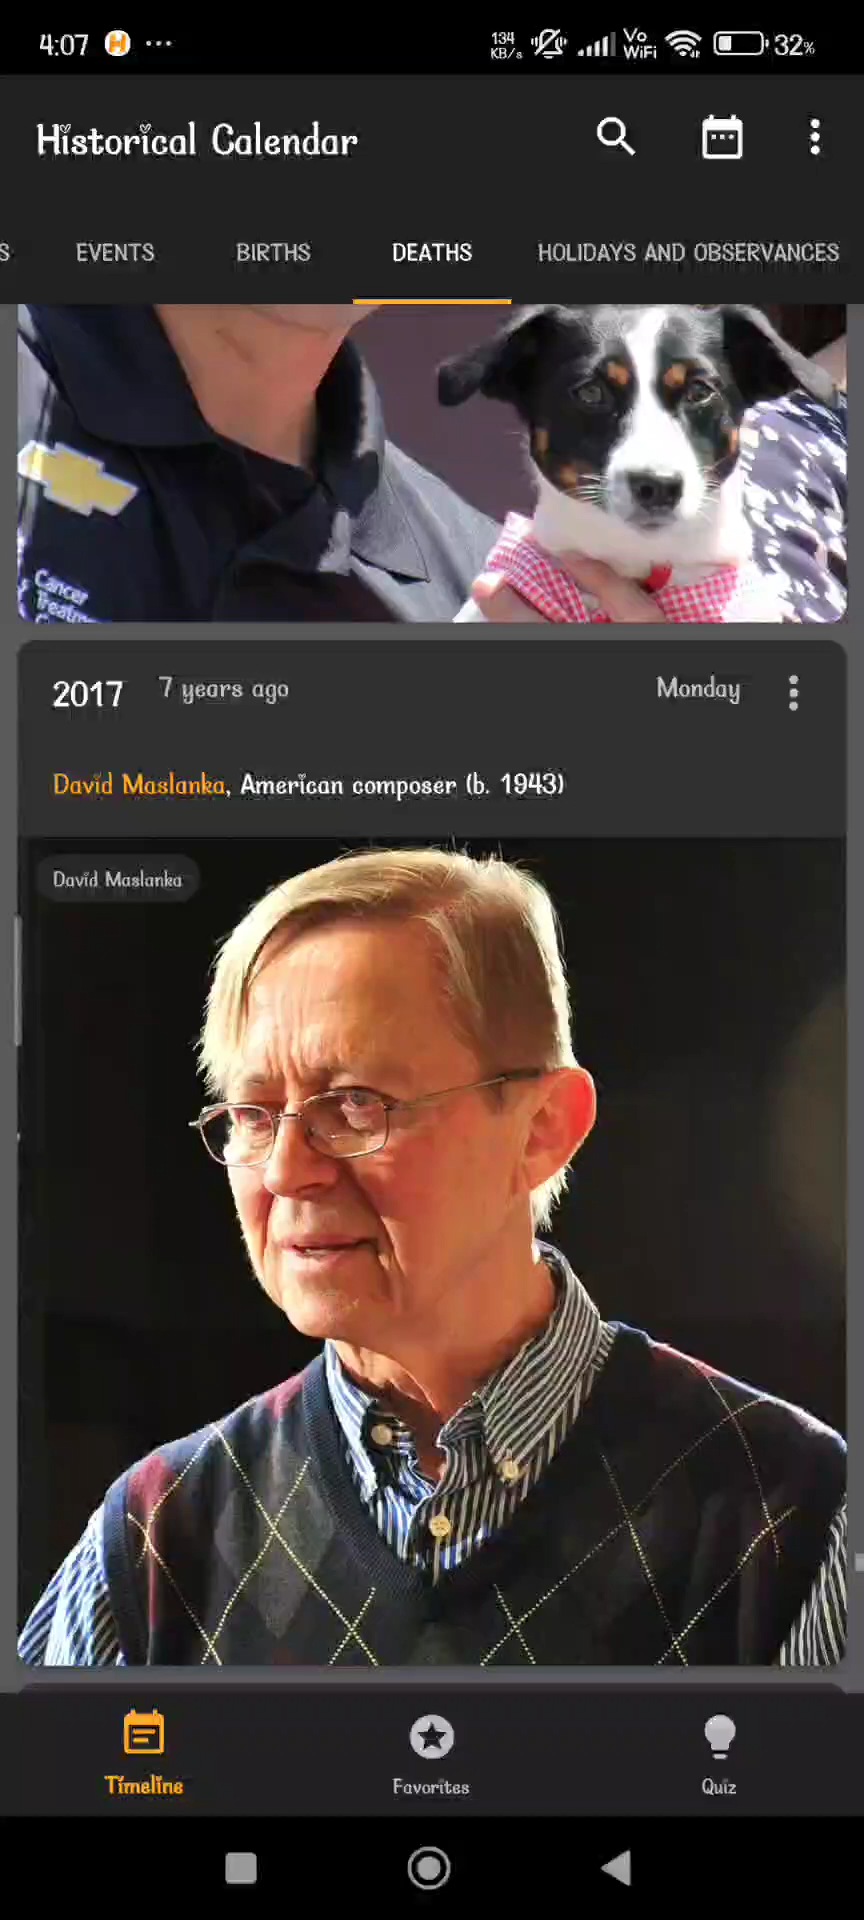 4:07
134 KB/s
Vo WiFi
32%
Historical Calendar
S EVENTS BIRTHS DEATHS HOLIDAYS AND OBSERVANCES
Cancer
2017 7 years ago Monday
David Maslanka, American composer (b. 1943)
David Maslanka
Timeline Favorites Quiz